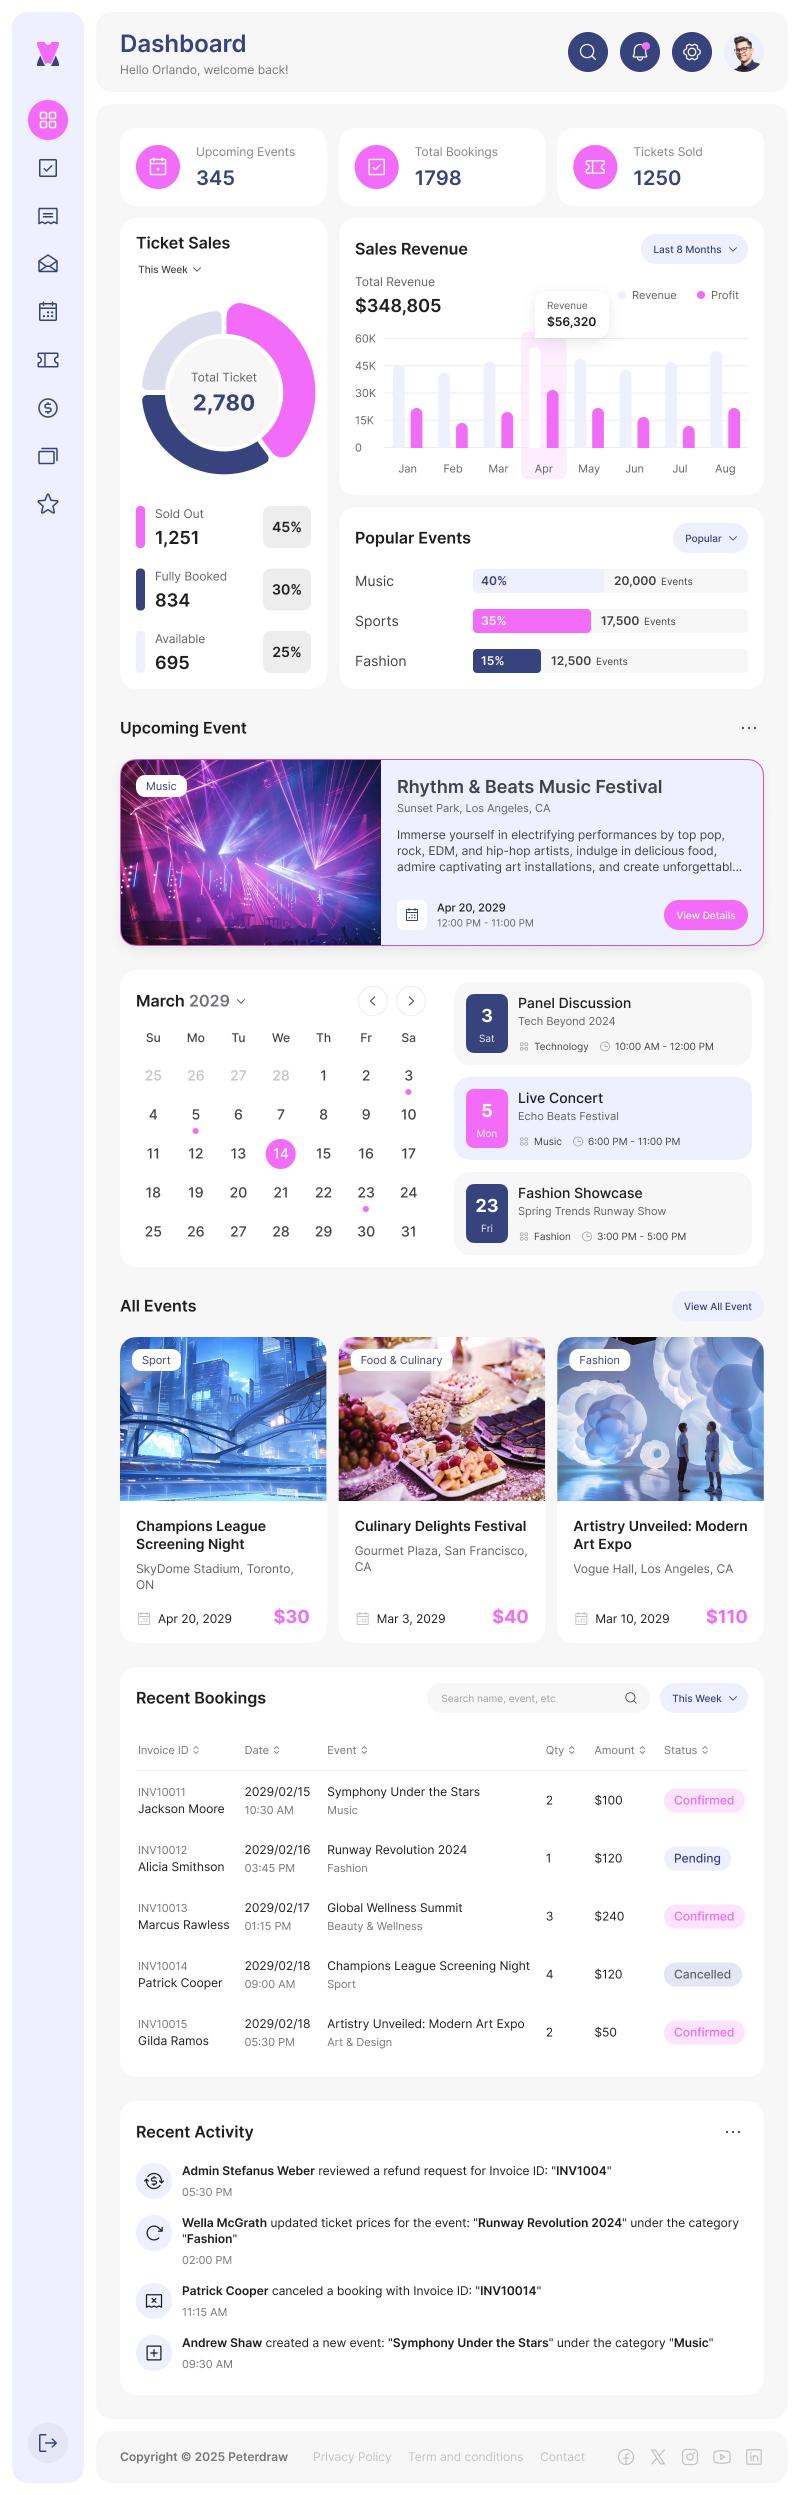 Dashboard
Hello Orlando, welcome back!
Upcoming Events
345
Total Bookings
1798
Tickets Sold
1250
Ticket Sales
This Week
Total Ticket
2,780
Sold Out
1,251
45%
Fully Booked
834
30%
Available
695
25%
Sales Revenue
Last 8 Months
Total Revenue
$348,805
Revenue
$56,320
Revenue
Profit
60K
45K
30K
15K
0
Jan Feb Mar Apr May Jun Jul Aug
Popular Events
Popular
Music 40% 20,000 Events
Sports 35% 17,500 Events
Fashion 15% 12,500 Events
Upcoming Event
Music
Rhythm & Beats Music Festival
Sunset Park, Los Angeles, CA
Immerse yourself in electrifying performances by top pop,
rock, EDM, and hip-hop artists, indulge in delicious food,
admire captivating art installations, and create unforgettabl...
Apr 20, 2029
12:00 PM - 11:00 PM
View Details
March 2029
Su Mo Tu We Th Fr Sa
25 26 27 28 1 2 3
4 5 6 7 8 9 10
11 12 13 14 15 16 17
18 19 20 21 22 23 24
25 26 27 28 29 30 31
3
Sat
Panel Discussion
Tech Beyond 2024
Technology 10:00 AM - 12:00 PM
5
Mon
Live Concert
Echo Beats Festival
Music 6:00 PM - 11:00 PM
23
Fri
Fashion Showcase
Spring Trends Runway Show
Fashion 3:00 PM - 5:00 PM
All Events
View All Event
Sport
Champions League
Screening Night
SkyDome Stadium, Toronto,
ON
Apr 20, 2029
$30
Food & Culinary
Culinary Delights Festival
Gourmet Plaza, San Francisco,
CA
Mar 3, 2029
$40
Fashion
Artistry Unveiled: Modern
Art Expo
Vogue Hall, Los Angeles, CA
Mar 10, 2029
$110
Recent Bookings
Search name, event, etc
This Week
Invoice ID Date Event Qty Amount Status
INV10011
Jackson Moore
2029/02/15
10:30 AM
Symphony Under the Stars
Music
2
$100
Confirmed
INV10012
Alicia Smithson
2029/02/16
03:45 PM
Runway Revolution 2024
Fashion
1
$120
Pending
INV10013
Marcus Rawless
2029/02/17
01:15 PM
Global Wellness Summit
Beauty & Wellness
3
$240
Confirmed
INV10014
Patrick Cooper
2029/02/18
09:00 AM
Champions League Screening Night
Sport
4
$120
Cancelled
INV10015
Gilda Ramos
2029/02/18
05:30 PM
Artistry Unveiled: Modern Art Expo
Art & Design
2
$50
Confirmed
Recent Activity
Admin Stefanus Weber reviewed a refund request for Invoice ID: "INV1004"
05:30 PM
Wella McGrath updated ticket prices for the event: "Runway Revolution 2024" under the category
"Fashion"
02:00 PM
Patrick Cooper canceled a booking with Invoice ID: "INV10014"
11:15 AM
Andrew Shaw created a new event: "Symphony Under the Stars" under the category "Music"
09:30 AM
Copyright © 2025 Peterdraw
Privacy Policy
Term and conditions
Contact